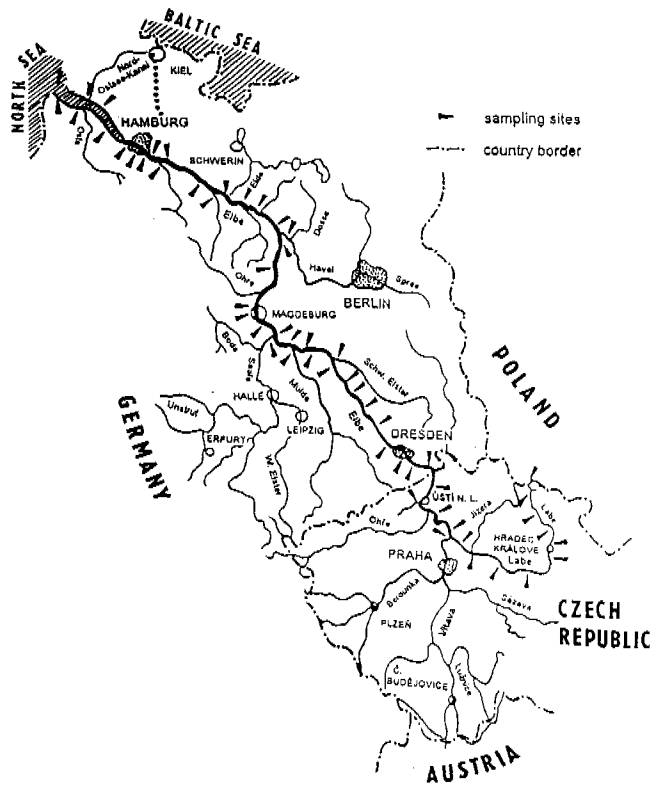 BALTIC SEA
NORTH SEA
Nord-
Ostsee-Kanal
KIEL
HAMBURG
Oste
SCHWERIN
Elde
Elbe
Dosse
Havel
Spree
BERLIN
Ohre
MAGDEBURG
Bode
Saale
Mulde
Schw. Elster
HALLE
LEIPZIG
Unstrut
ERFURY
W. Elster
Elbe
DRESDEN
sampling sites
country border
POLAND
GERMANY
ÚSTÍ N. L.
Ohře
Jizera
Labe
HRADEC
KRÁLOVÉ
Labe
PRAHA
Berounka
Sázava
PLZEŇ
Vltava
Č.
BUDĚJOVICE
Lužnice
CZECH
REPUBLIC
AUSTRIA